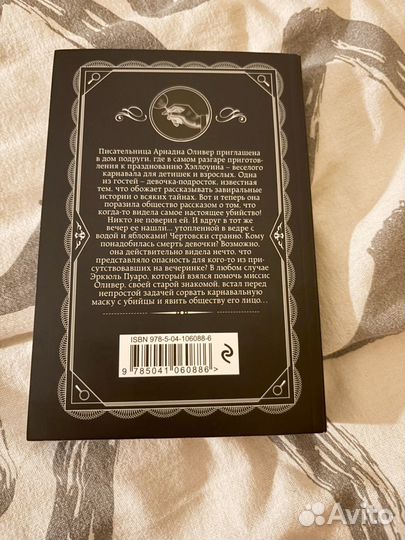 Писательница Ариадна Оливер приглашена
в дом подруги, где в самом разгаре приготов-
ления к празднованию Хэллоуина – веселого
карнавала для детишек и взрослых. Одна
из гостей – девочка-подросток, известная
тем, что обожает рассказывать завиральные
истории о всяких тайнах. Вот и теперь она
поразила общество рассказом о том, что
когда-то видела самое настоящее убийство!
Никто не поверил ей. И вдруг в тот же
вечер ее нашли... утопленной в ведре с
водой и яблоками! Чертовски странно. Кому
понадобилась смерть девочки? Возможно,
она действительно видела нечто, что
представляло опасность для кого-то из при-
сутствовавших на вечеринке? В любом случае
Эркюль Пуаро, который взялся помочь миссис
Оливер, своей старой знакомой, встал перед
непростой задачей сорвать карнавальную
маску с убийцы и явить обществу его лицо...
ISBN 978-5-04-106088-6
9 785041 060886 >
Avito